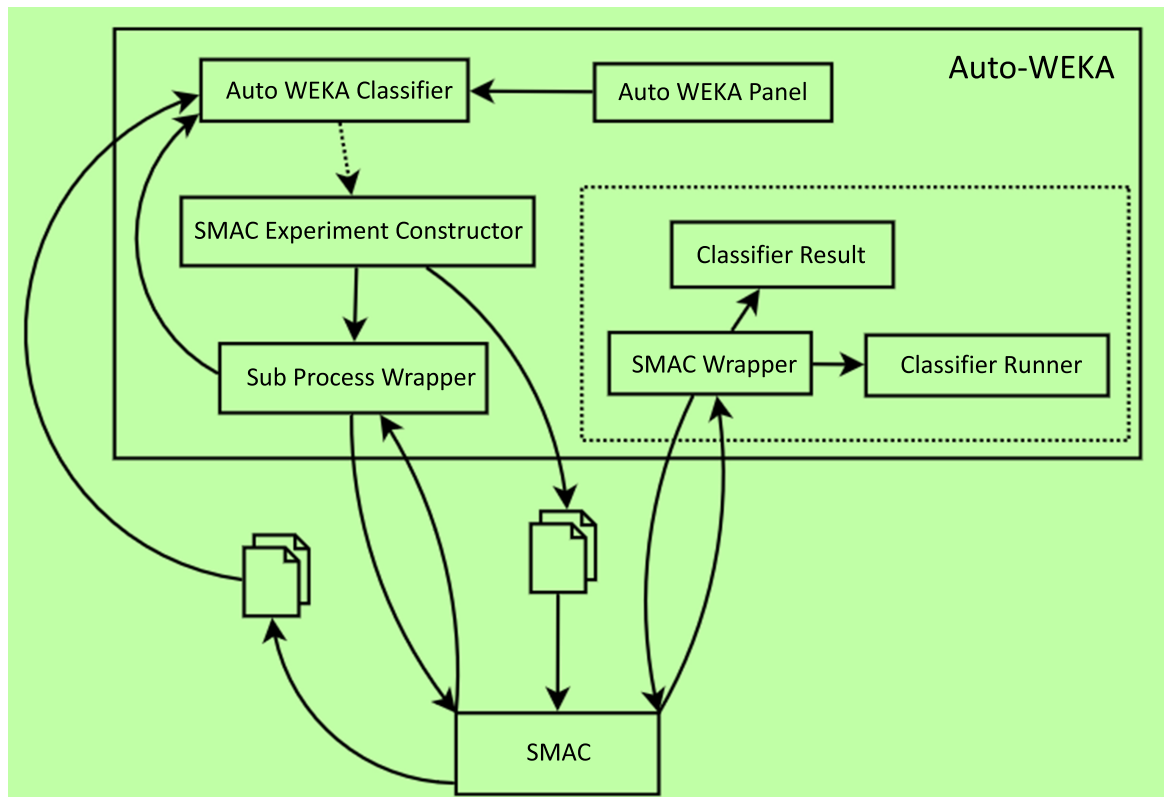 Auto-WEKA
Auto WEKA Classifier
Auto WEKA Panel
SMAC Experiment Constructor
Classifier Result
SMAC Wrapper
Classifier Runner
Sub Process Wrapper
SMAC